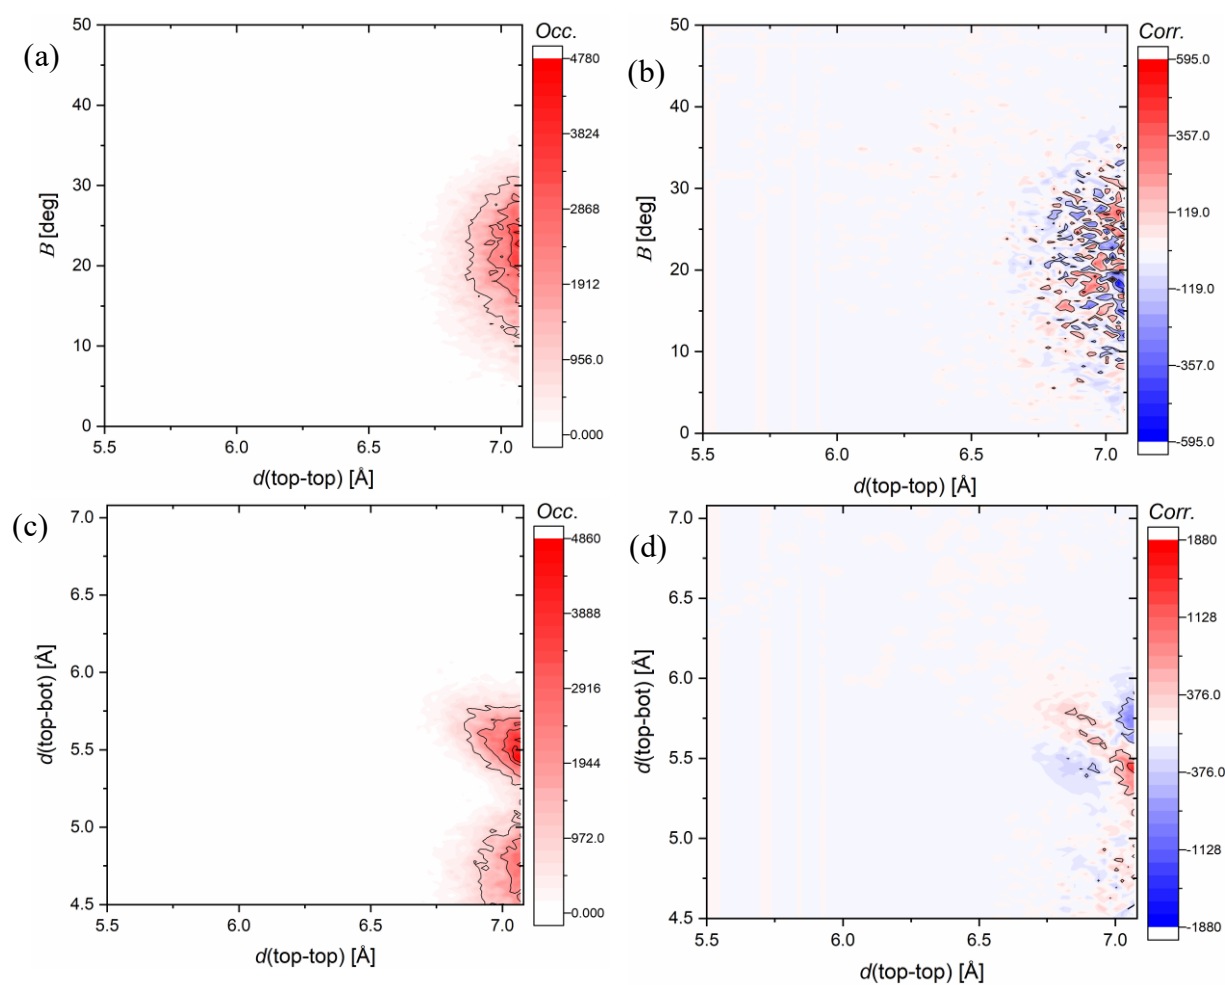 (a)
B [deg]
50
40
30
20
10
0
5.5 6.0 6.5 7.0
d(top-top) [Å]
Occ.
4780
3824
2868
1912
956.0
0.000
(b)
B [deg]
50
40
30
20
10
0
5.5 6.0 6.5 7.0
d(top-top) [Å]
Corr.
595.0
357.0
119.0
-119.0
-357.0
-595.0
(c)
d(top-bot) [Å]
7.0
6.5
6.0
5.5
5.0
4.5
5.5 6.0 6.5 7.0
d(top-top) [Å]
Occ.
4860
3888
2916
1944
972.0
0.000
(d)
d(top-bot) [Å]
7.0
6.5
6.0
5.5
5.0
4.5
5.5 6.0 6.5 7.0
d(top-top) [Å]
Corr.
1880
1128
376.0
-376.0
-1128
-1880